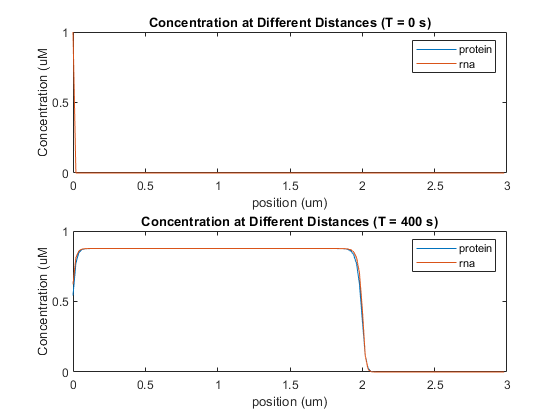 Concentration at Different Distances (T = 0 s)
1
0.5
0
Concentration (uM
protein
rna
0 0.5 1 1.5 2 2.5 3
position (um)
Concentration at Different Distances (T = 400 s)
1
0.5
0
Concentration (uM
protein
rna
0 0.5 1 1.5 2 2.5 3
position (um)